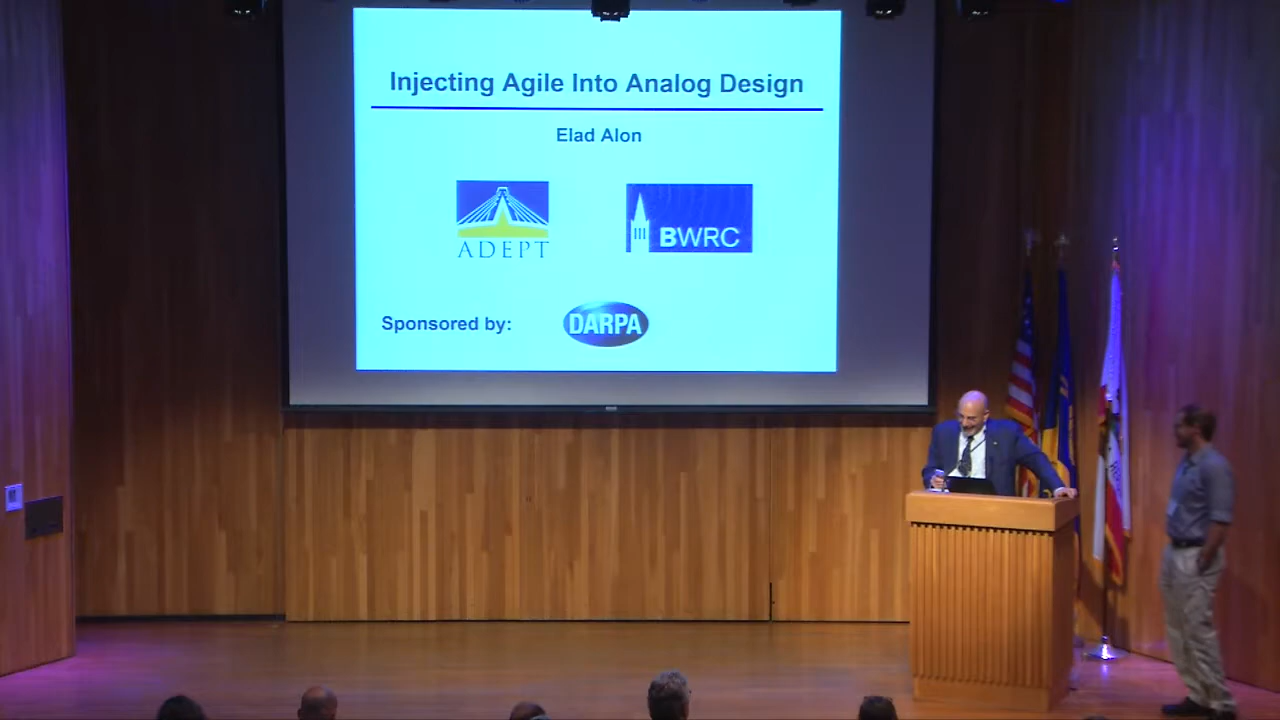 Injecting Agile Into Analog Design
Elad Alon
ADEPT
BWRC
Sponsored by:
DARPA